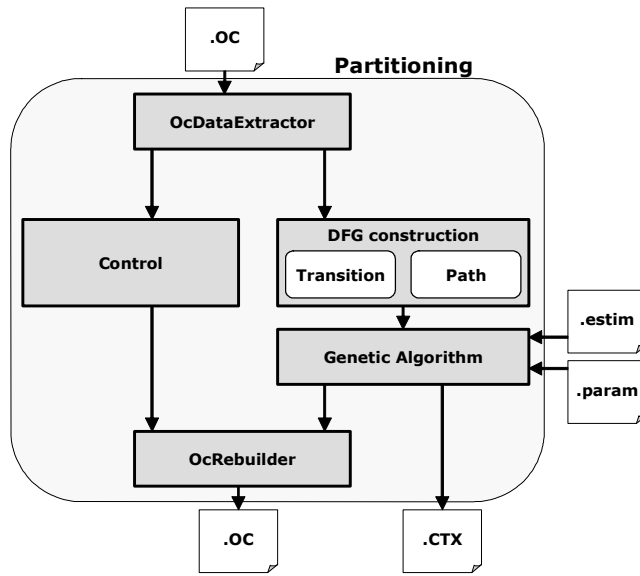 .OC
Partitioning
OcDataExtractor
Control
DFG construction
Transition
Path
.estim
Genetic Algorithm
.param
OcRebuilder
.OC
.CTX